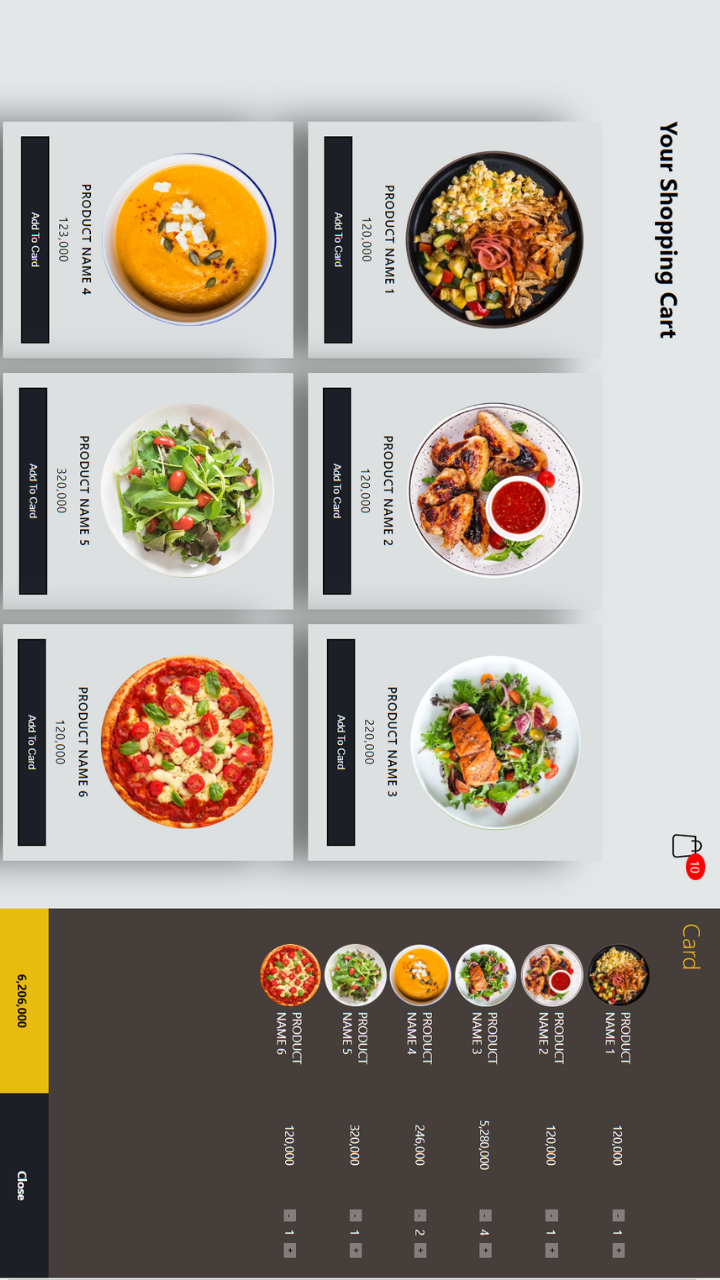 Your Shopping Cart
10
PRODUCT NAME 1
120,000
Add To Card
PRODUCT NAME 2
120,000
Add To Card
PRODUCT NAME 3
220,000
Add To Card
PRODUCT NAME 4
123,000
Add To Card
PRODUCT NAME 5
320,000
Add To Card
PRODUCT NAME 6
120,000
Add To Card
Card
PRODUCT
NAME 1
120,000
- 1 +
PRODUCT
NAME 2
120,000
- 1 +
PRODUCT
NAME 3
5,280,000
- 4 +
PRODUCT
NAME 4
246,000
- 2 +
PRODUCT
NAME 5
320,000
- 1 +
PRODUCT
NAME 6
120,000
- 1 +
6,206,000
Close